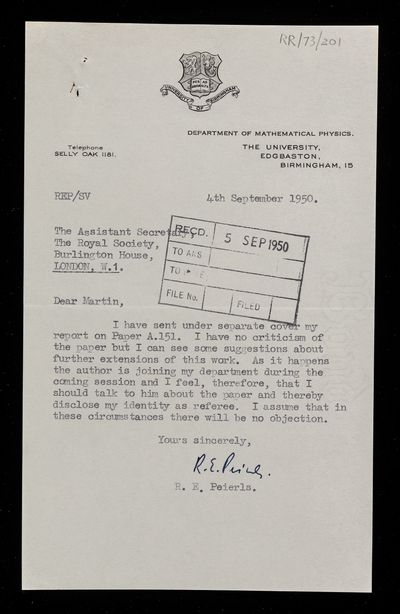 RR/73/201
UNIVERSITY OF BIRMINGHAM
DEPARTMENT OF MATHEMATICAL PHYSICS.
Telephone
SELLY OAK 1181.
THE UNIVERSITY,
EDGBASTON,
BIRMINGHAM, 15
REP/SV
4th September 1950.
The Assistant Secretary,
The Royal Society,
Burlington House,
LONDON, W.1.
RECD. 5 SEP 1950
TO ANS
TO
FILE No. FILED
Dear Martin,
I have sent under separate cover my
report on Paper A.151. I have no criticism of
the paper but I can see some suggestions about
further extensions of this work. As it happens
the author is joining my department during the
coming session and I feel, therefore, that I
should talk to him about the paper and thereby
disclose my identity as referee. I assume that in
these circumstances there will be no objection.
Yours sincerely,
R.E. Peierls.
R. E. Peierls.